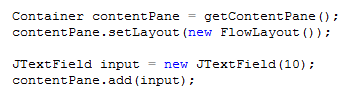 Container contentPane = getContentPane();
contentPane.setLayout(new FlowLayout());
JTextField input = new JTextField(10);
contentPane.add(input);